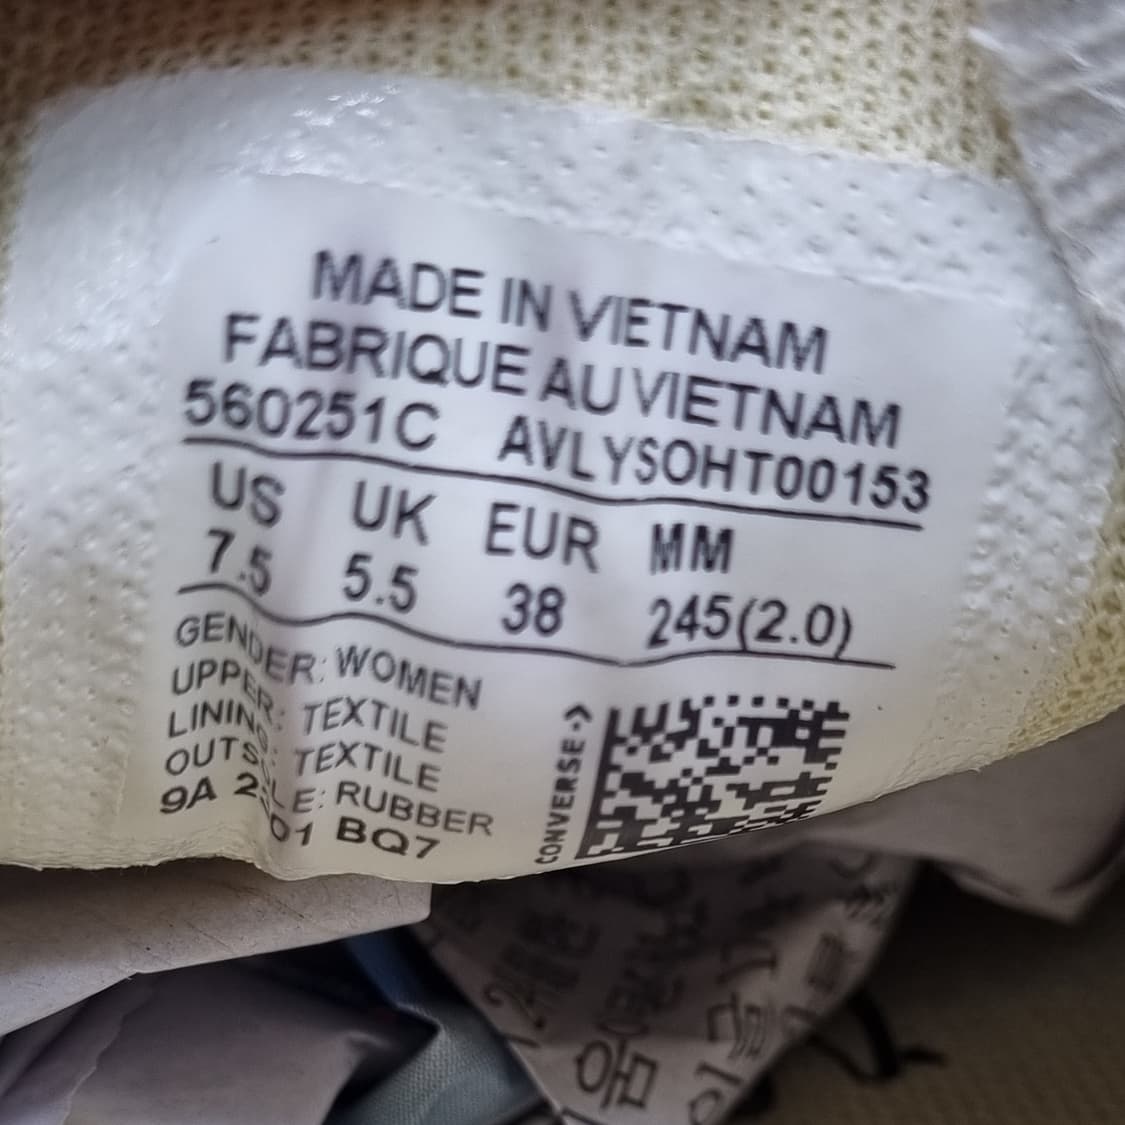 MADE IN VIETNAM
FABRIQUE AU VIETNAM
560251C AVLYSOHT00153
US UK EUR MM
7.5 5.5 38 245(2.0)
GENDER: WOMEN
UPPER: TEXTILE
LINING: TEXTILE
OUTSOLE: RUBBER
9A 01 BQ7
CONVERSE